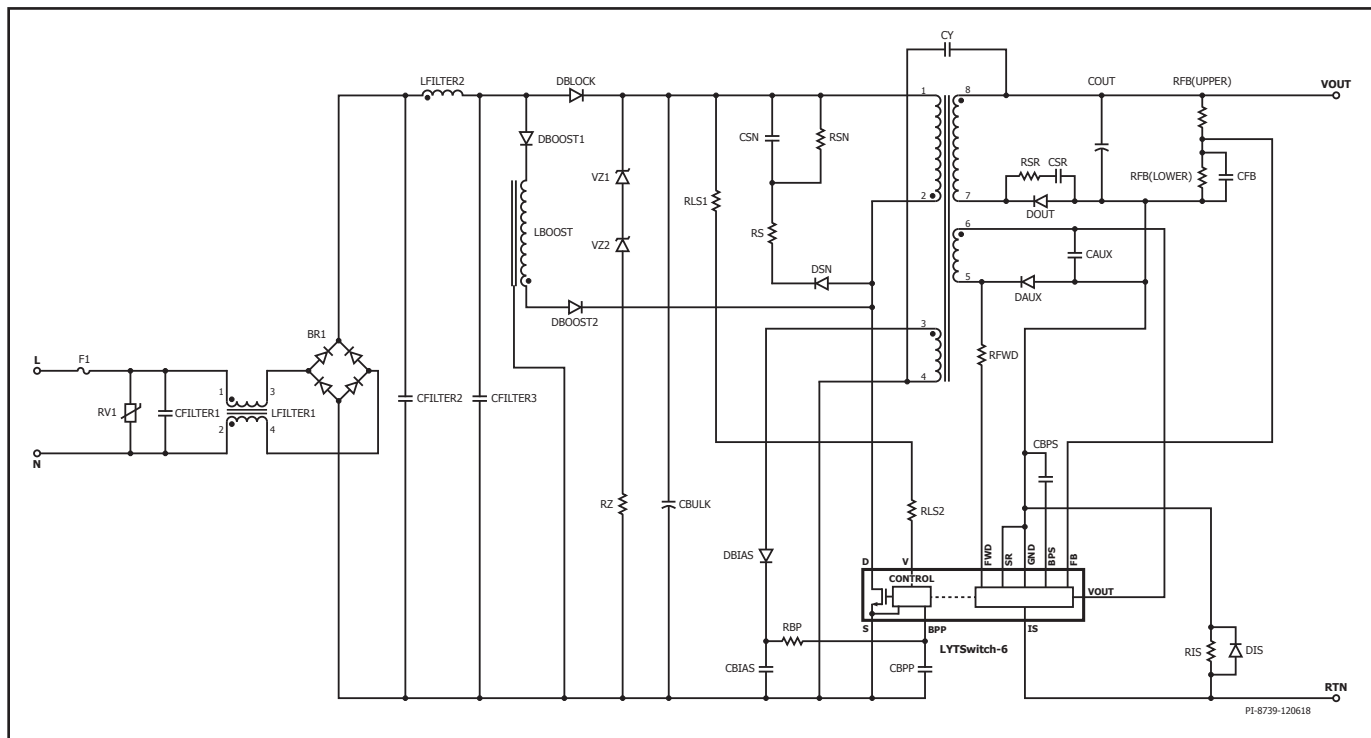 CY
LFILTER2
DBLOCK
COUT
RFB(UPPER)
VOUT
1
8
DBOOST1
CSN
RSN
RSR
CSR
VZ1
RFB(LOWER)
CFB
RLS1
2
7
DOUT
LBOOST
RS
6
VZ2
CAUX
DSN
5
DAUX
DBOOST2
BR1
3
L
F1
RFWD
4
1
3
RV1
CFILTER1
LFILTER1
CFILTER2
CFILTER3
2
4
N
CBPS
RZ
CBULK
RLS2
DBIAS
D
V
FWD
SR
GND
BPS
FB
CONTROL
VOUT
S
BPP
IS
RBP
LYTSwitch-6
RIS
DIS
CBIAS
CBPP
RTN
PI-8739-120618